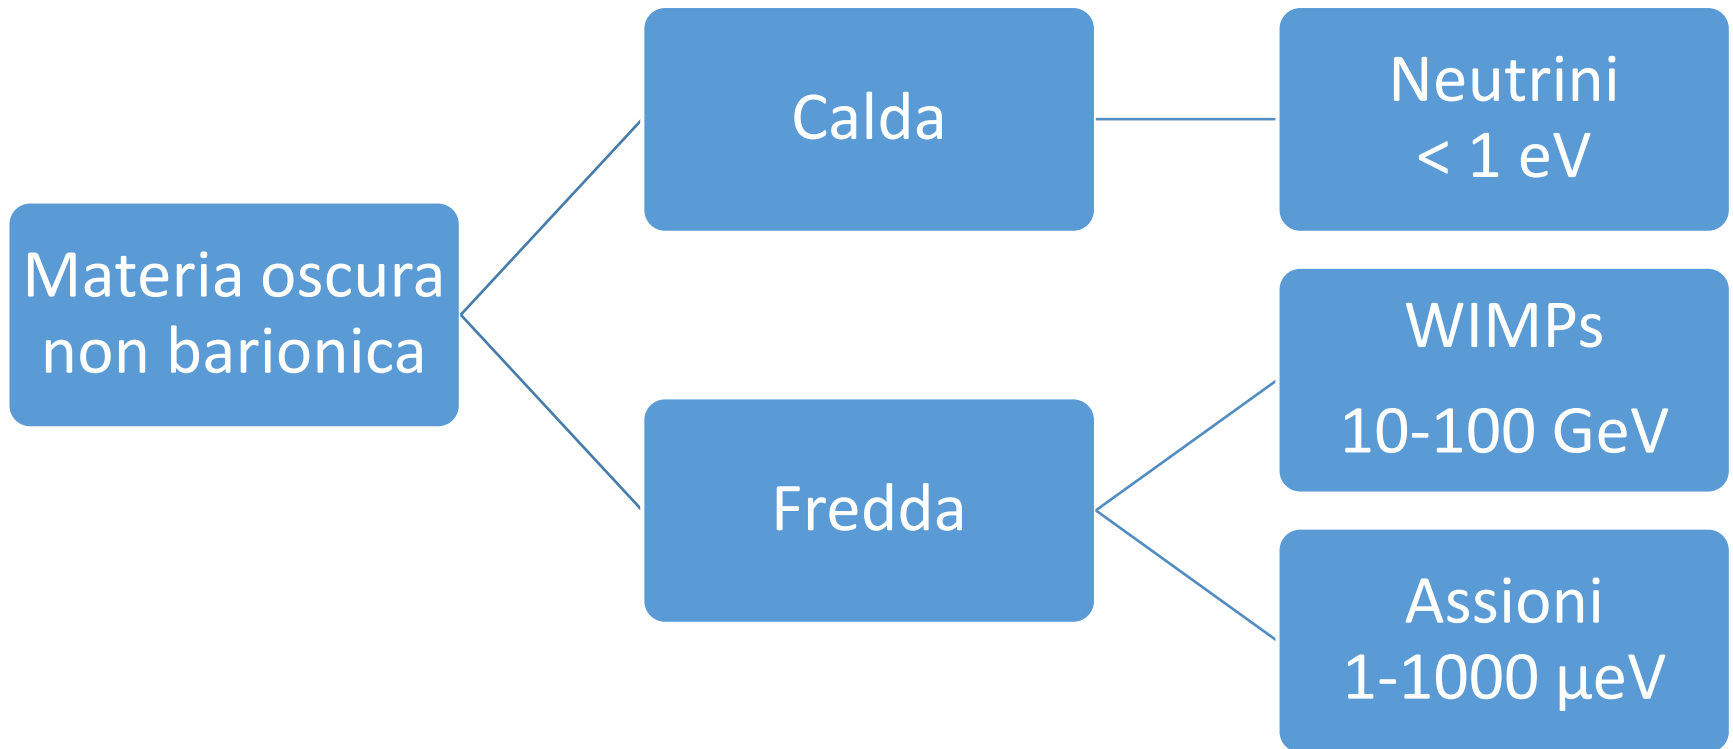 Materia oscura
non barionica
Calda
Neutrini
< 1 eV
Fredda
WIMPs
10-100 GeV
Assioni
1-1000 µeV